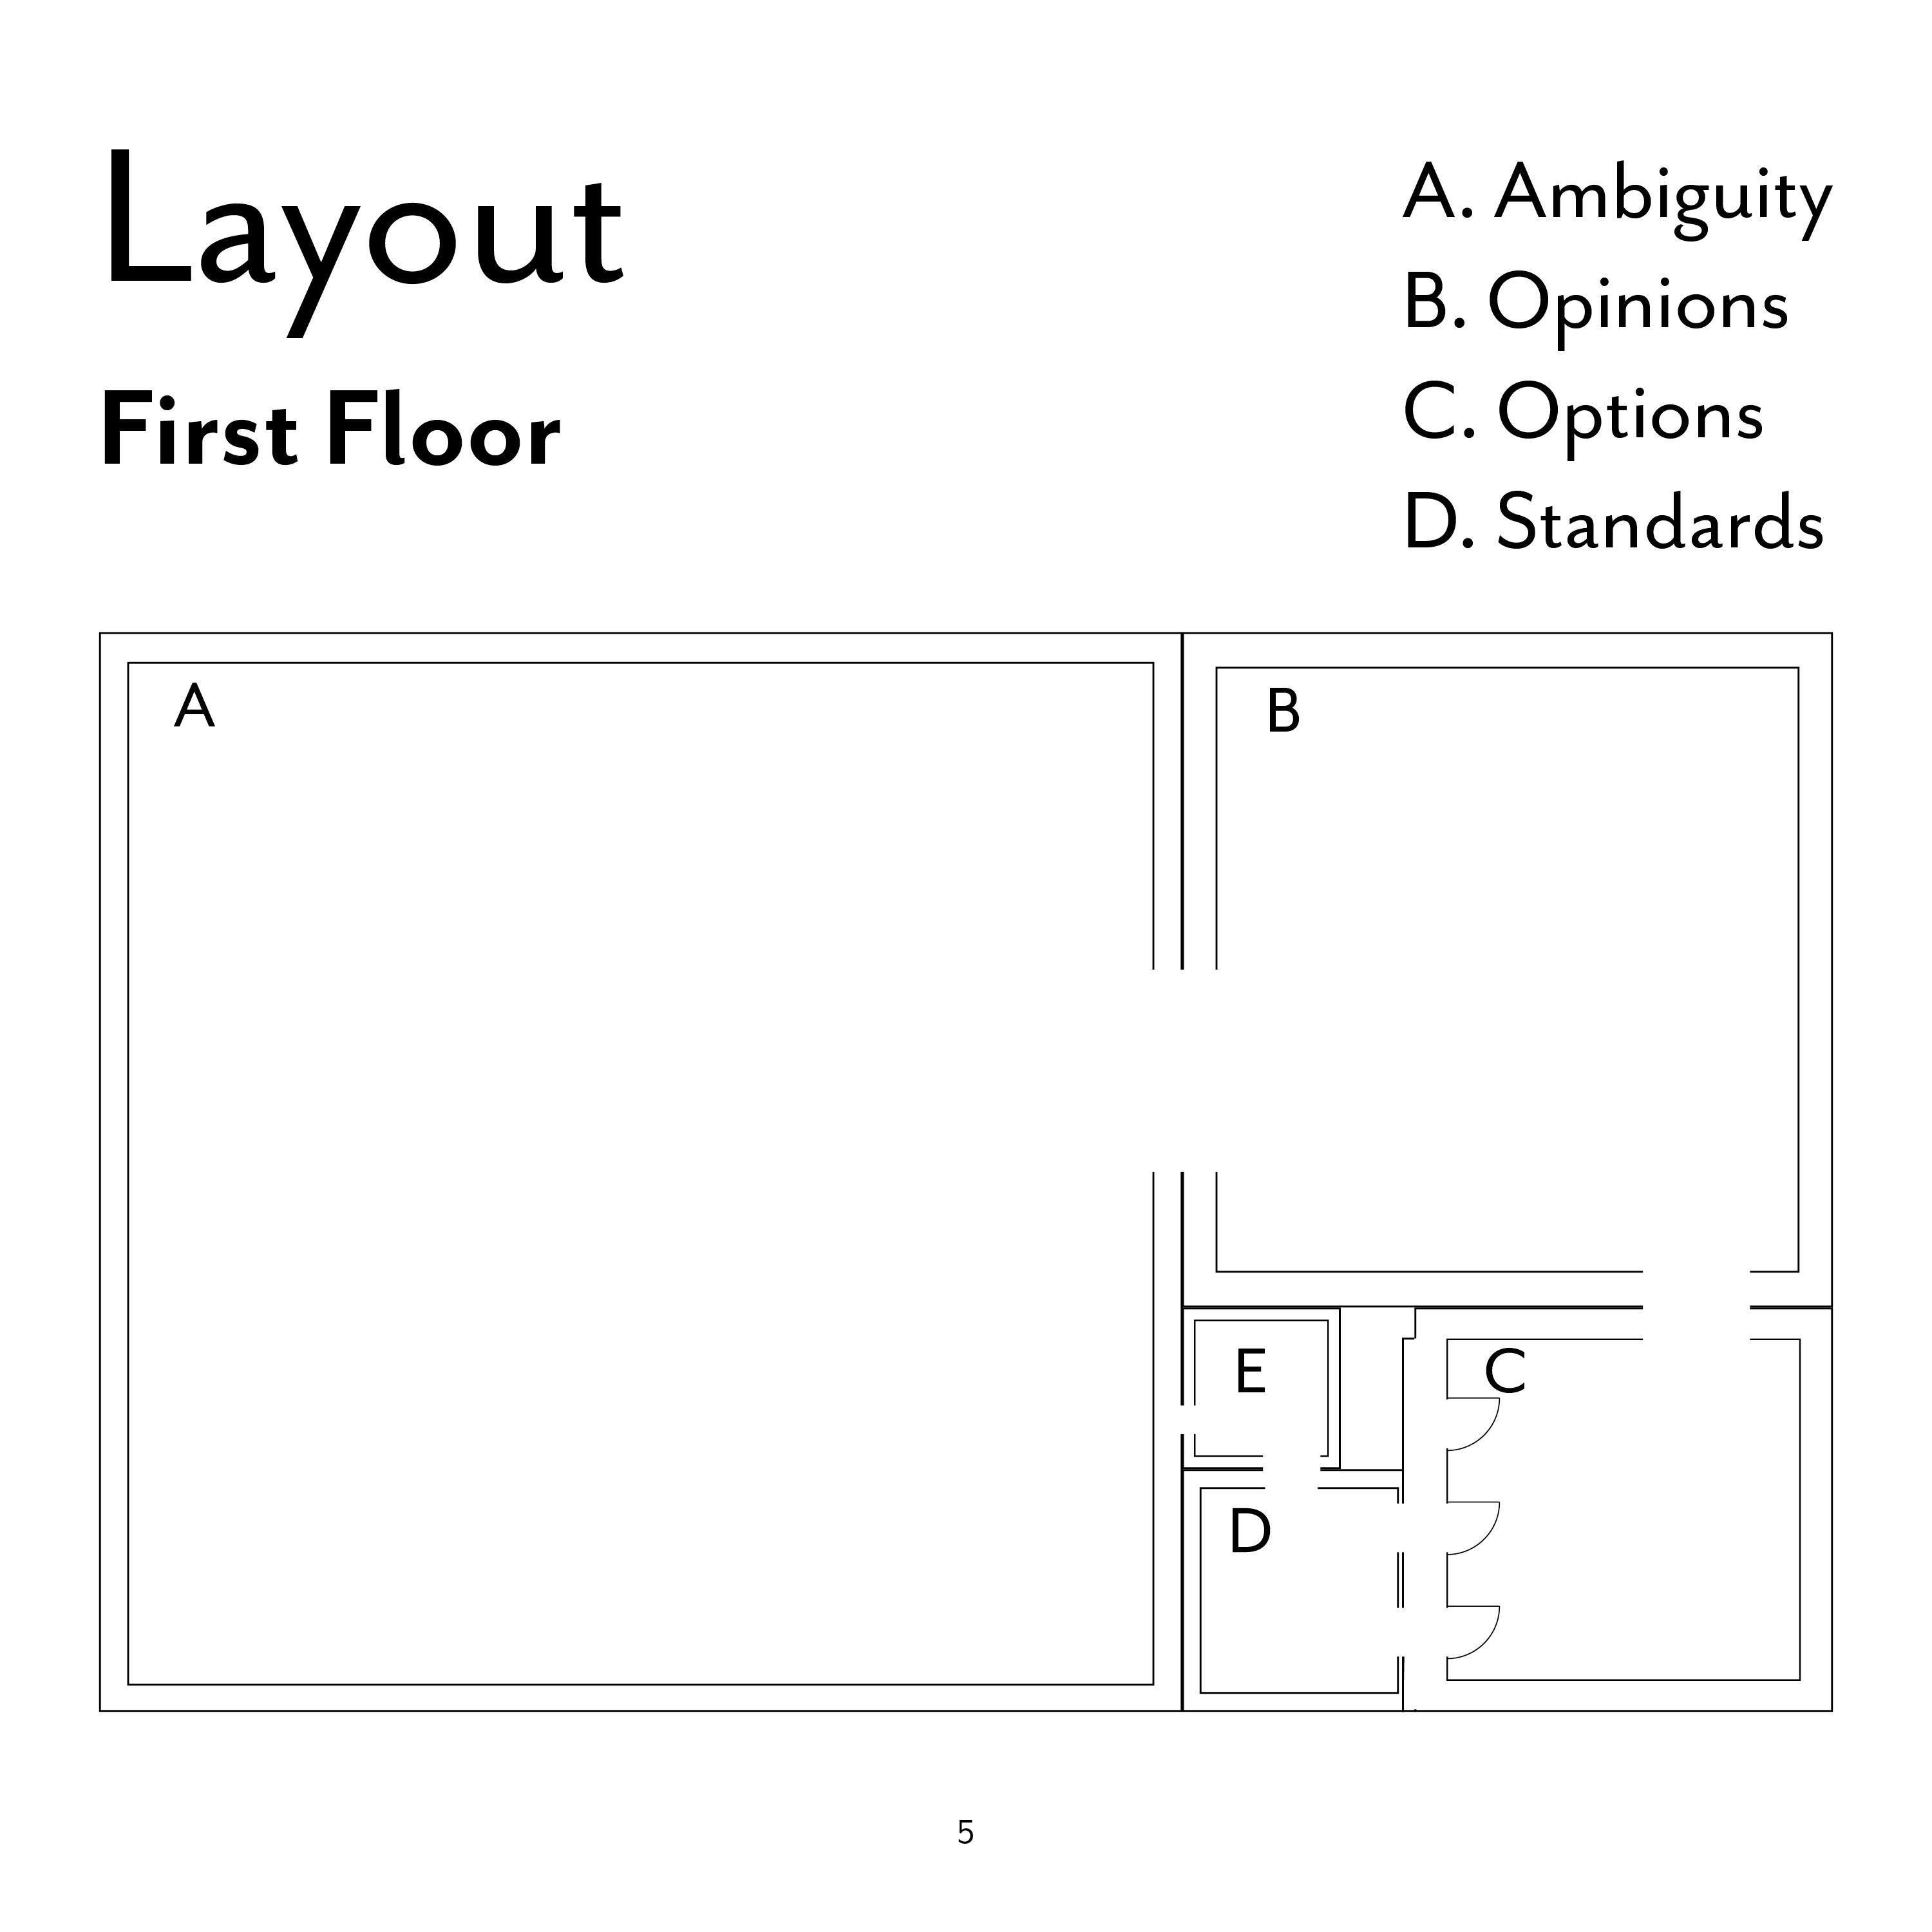 Layout
First Floor
A. Ambiguity
B. Opinions
C. Options
D. Standards
A
B
E
C
D
5